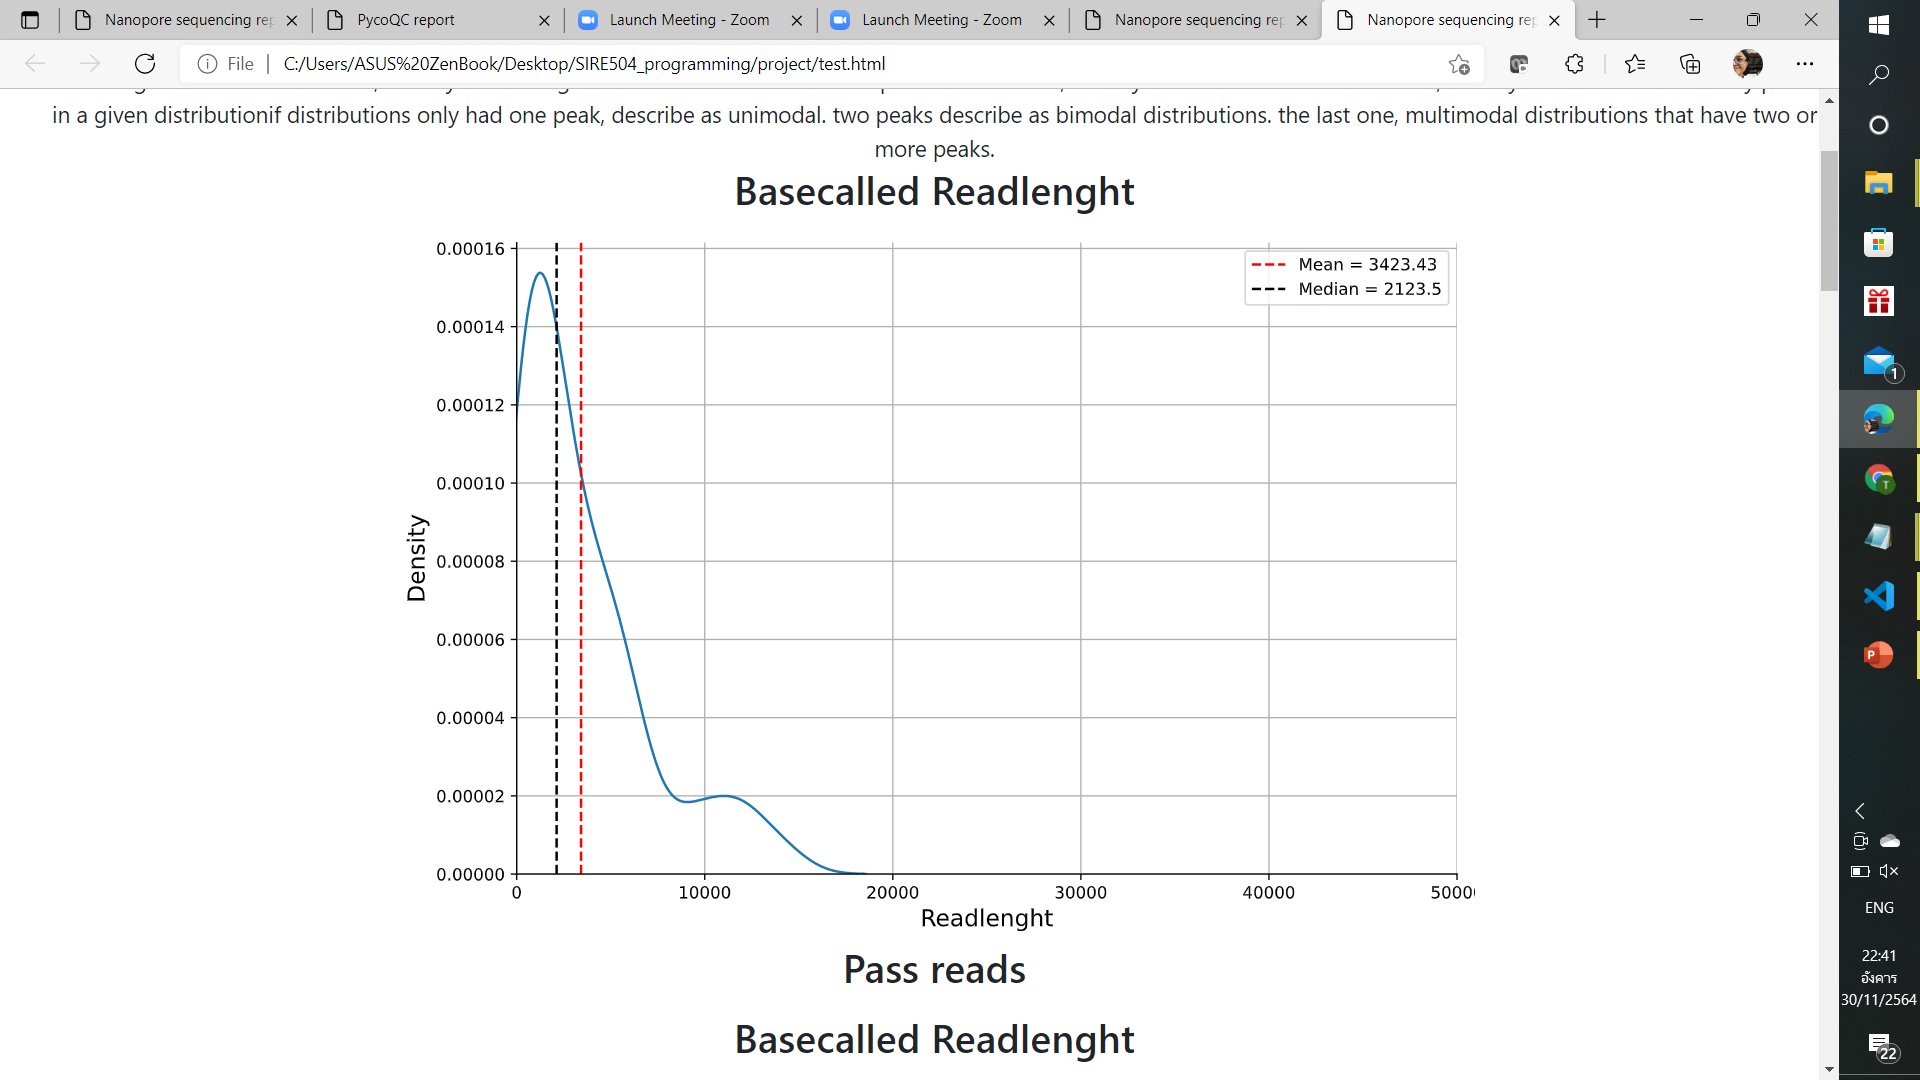 Nanopore sequencing rep
PycoQC report
Launch Meeting - Zoom
Launch Meeting - Zoom
Nanopore sequencing rep
Nanopore sequencing rep
File
C:/Users/ASUS%20ZenBook/Desktop/SIRE504_programming/project/test.html
in a given distributionif distributions only had one peak, describe as unimodal. two peaks describe as bimodal distributions. the last one, multimodal distributions that have two or
more peaks.
Basecalled Readlenght
0.00016
0.00014
0.00012
0.00010
0.00008
0.00006
0.00004
0.00002
0.00000
Density
Mean = 3423.43
Median = 2123.5
0
10000
20000
30000
40000
5000
Readlenght
Pass reads
Basecalled Readlenght
1
T
P
ENG
22:41
อังคาร
30/11/2564
22